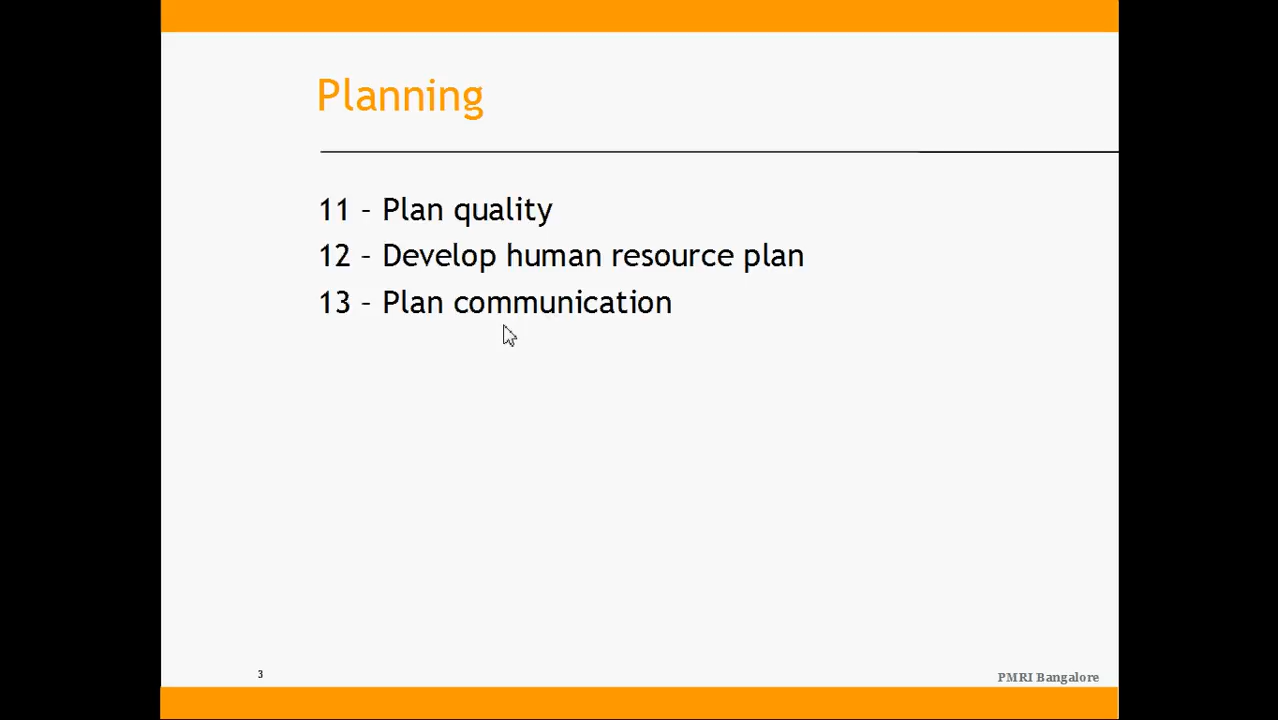 Planning
11 – Plan quality
12 – Develop human resource plan
13 – Plan communication
3
PMRI Bangalore